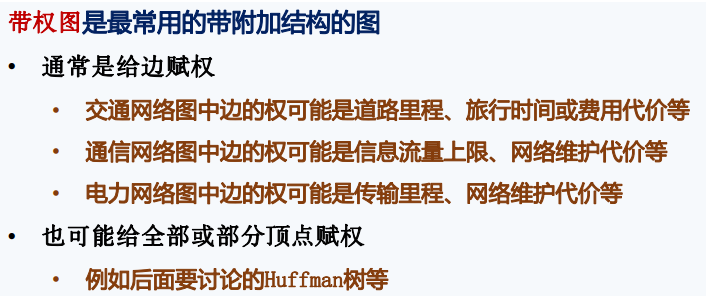 带权图是最常用的带附加结构的图
• 通常是给边赋权
• 交通网络图中边的权可能是道路里程、旅行时间或费用代价等
• 通信网络图中边的权可能是信息流量上限、网络维护代价等
• 电力网络图中边的权可能是传输里程、网络维护代价等
• 也可能给全部或部分顶点赋权
• 例如后面要讨论的Huffman树等